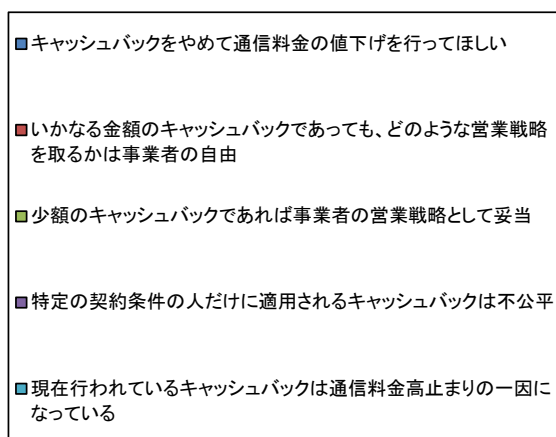 キャッシュバックをやめて通信料金の値下げを行ってほしい
いかなる金額のキャッシュバックであっても、どのような営業戦略
を取るかは事業者の自由
少額のキャッシュバックであれば事業者の営業戦略として妥当
特定の契約条件の人だけに適用されるキャッシュバックは不公平
現在行われているキャッシュバックは通信料金高止まりの一因に
なっている